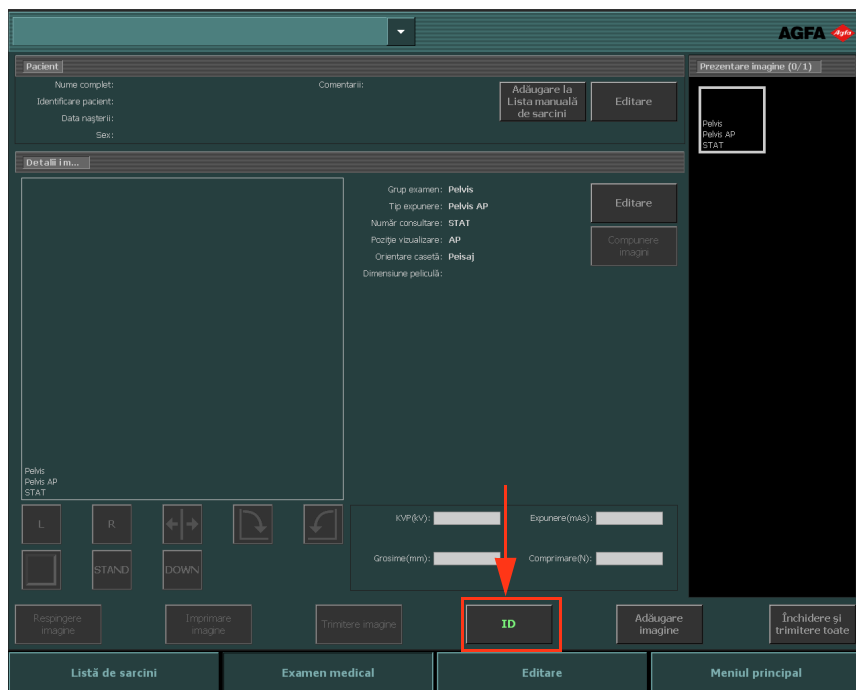 AGFA Agfa
Pacient
Prezentare imagine (0/1)
Nume complet:
Comentarii:
Identificare pacient:
Data nașterii:
Sex:
Adăugare la
Lista manuală
de sarcini
Editare
Pelvis
Pelvis AP
STAT
Detalii im...
Grup examen: Pelvis
Tip expunere: Pelvis AP
Număr consultare: STAT
Poziție vizualizare: AP
Orientare casetă: Peisaj
Dimensiune peliculă:
Editare
Compunere
imagini
Pelvis
Pelvis AP
STAT
L
R
STAND
DOWN
KVP(kV):
Expunere(mAs):
Grosime(mm):
Comprimare(N):
Respingere
imagine
Imprimare
imagine
Trimitere imagine
ID
Adăugare
imagine
Închidere și
trimitere toate
Listă de sarcini
Examen medical
Editare
Meniul principal